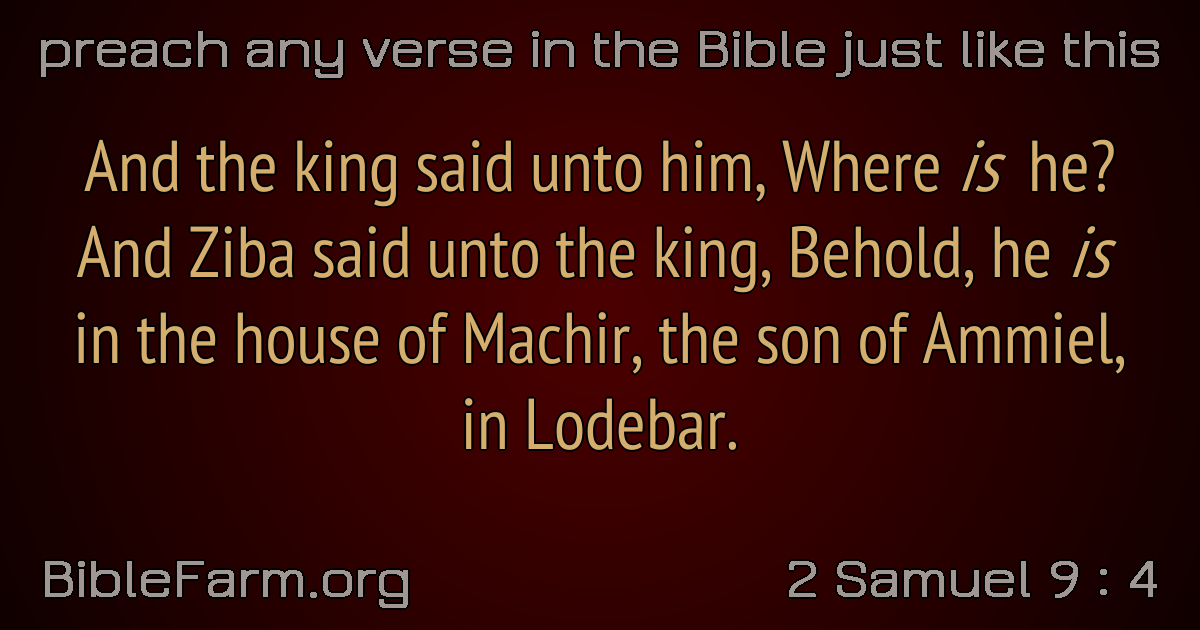 preach any verse in the Bible just like this
And the king said unto him, Where is he?
And Ziba said unto the king, Behold, he is
in the house of Machir, the son of Ammiel,
in Lodebar.
BibleFarm.org
2 Samuel 9 : 4